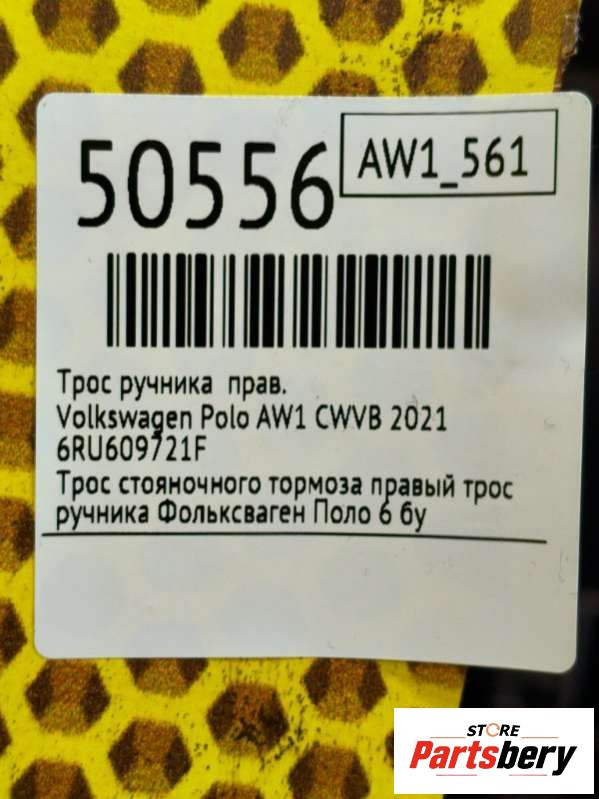 50556
AW1_561
Трос ручника прав.
Volkswagen Polo AW1 CWVB 2021
6RU609721F
Трос стояночного тормоза правый трос
ручника Фольксваген Поло 6 бу
STORE
Partsbery